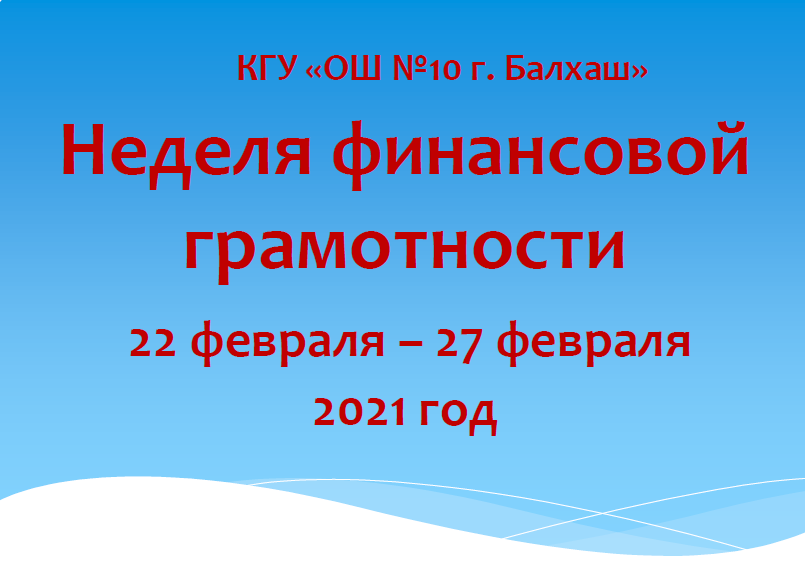 КГУ «ОШ №10 г. Балхаш»
Неделя финансовой
грамотности
22 февраля – 27 февраля
2021 год